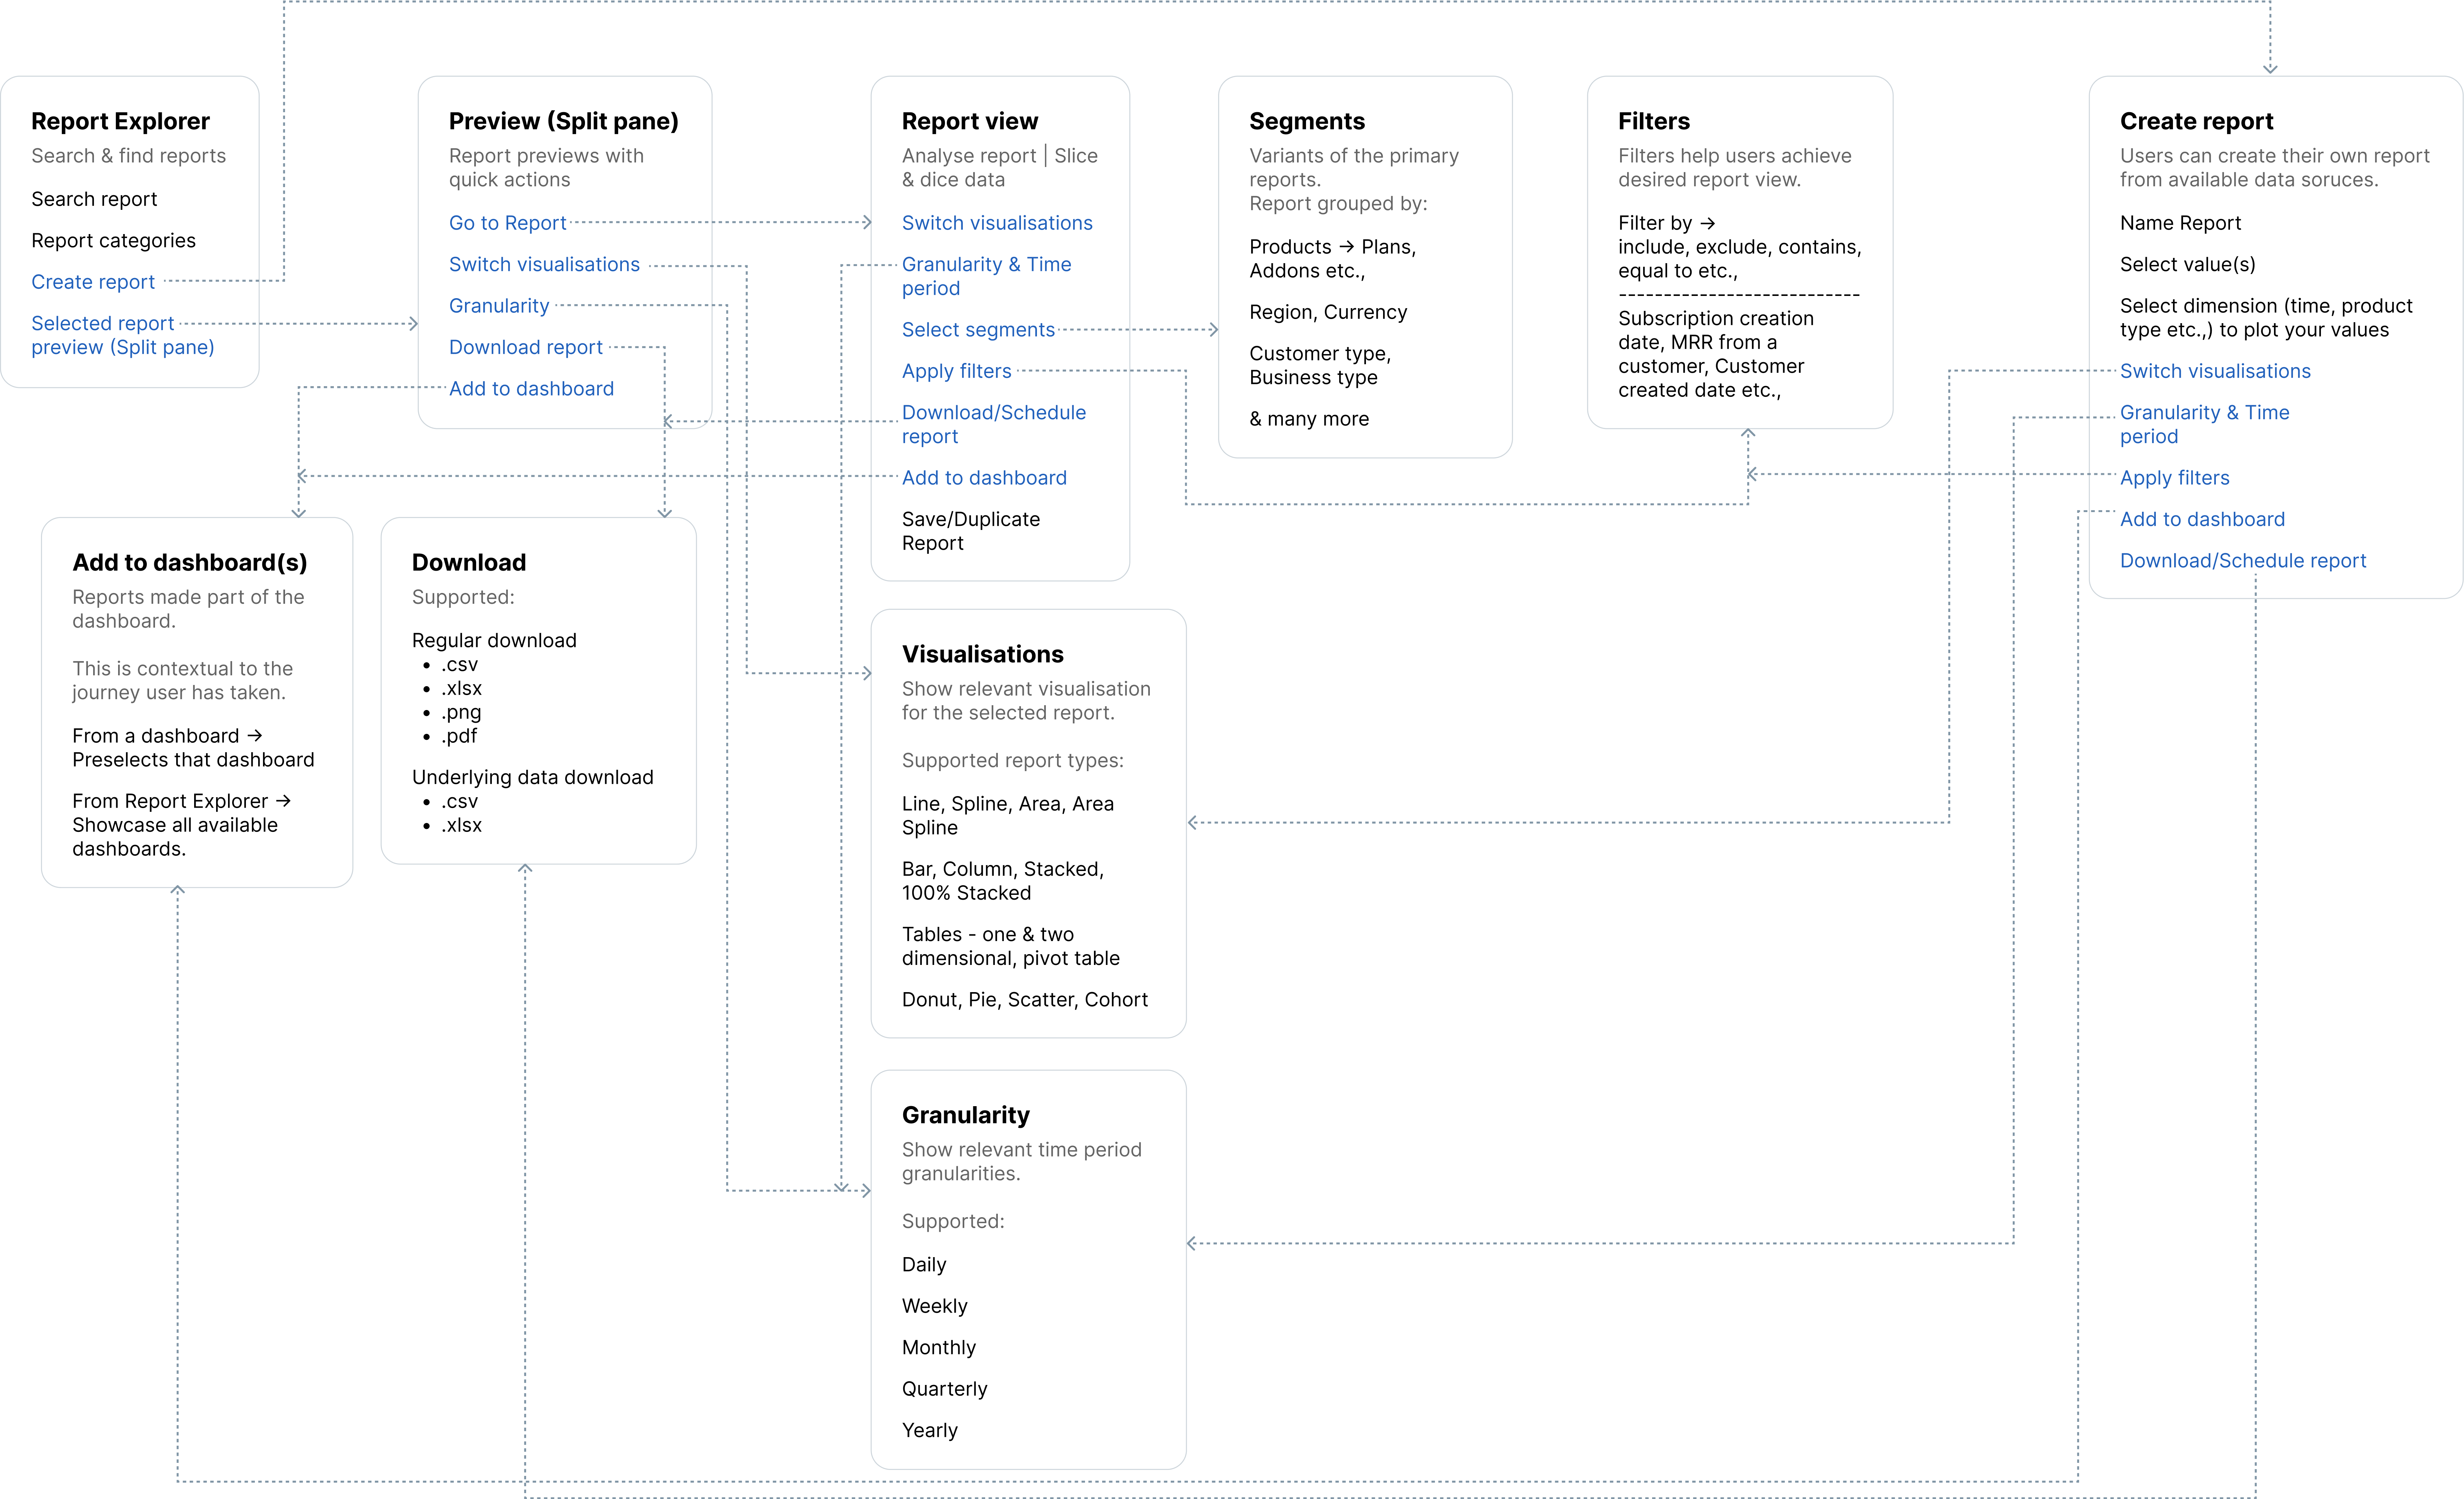 Report Explorer
Search & find reports
Search report
Report categories
Create report
Selected report
preview (Split pane)
Preview (Split pane)
Report previews with
quick actions
Go to Report
Switch visualisations
Granularity
Download report
Add to dashboard
Report view
Analyse report | Slice
& dice data
Switch visualisations
Granularity & Time
period
Select segments
Apply filters
Download/Schedule
report
Add to dashboard
Save/Duplicate
Report
Segments
Variants of the primary
reports.
Report grouped by:
Products → Plans,
Addons etc.,
Region, Currency
Customer type,
Business type
& many more
Filters
Filters help users achieve
desired report view.
Filter by →
include, exclude, contains,
equal to etc.,
---------------------------
Subscription creation
date, MRR from a
customer, Customer
created date etc.,
Create report
Users can create their own report
from available data soruces.
Name Report
Select value(s)
Select dimension (time, product
type etc.,) to plot your values
Switch visualisations
Granularity & Time
period
Apply filters
Add to dashboard
Download/Schedule report
Add to dashboard(s)
Reports made part of the
dashboard.
This is contextual to the
journey user has taken.
From a dashboard →
Preselects that dashboard
From Report Explorer →
Showcase all available
dashboards.
Download
Supported:
Regular download
• .csv
• .xlsx
• .png
• .pdf
Underlying data download
• .csv
• .xlsx
Visualisations
Show relevant visualisation
for the selected report.
Supported report types:
Line, Spline, Area, Area
Spline
Bar, Column, Stacked,
100% Stacked
Tables - one & two
dimensional, pivot table
Donut, Pie, Scatter, Cohort
Granularity
Show relevant time period
granularities.
Supported:
Daily
Weekly
Monthly
Quarterly
Yearly